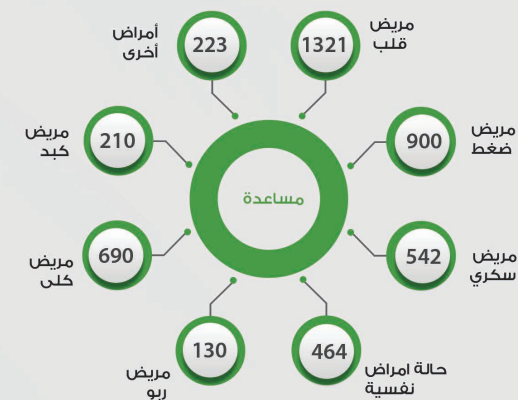 مريض
قلب
1321
مريض
ضغط
900
مريض
سكري
542
حالة امراض
نفسية
464
مريض
ربو
130
مريض
كلى
690
مريض
كبد
210
أمراض
أخرى
223
مساعدة